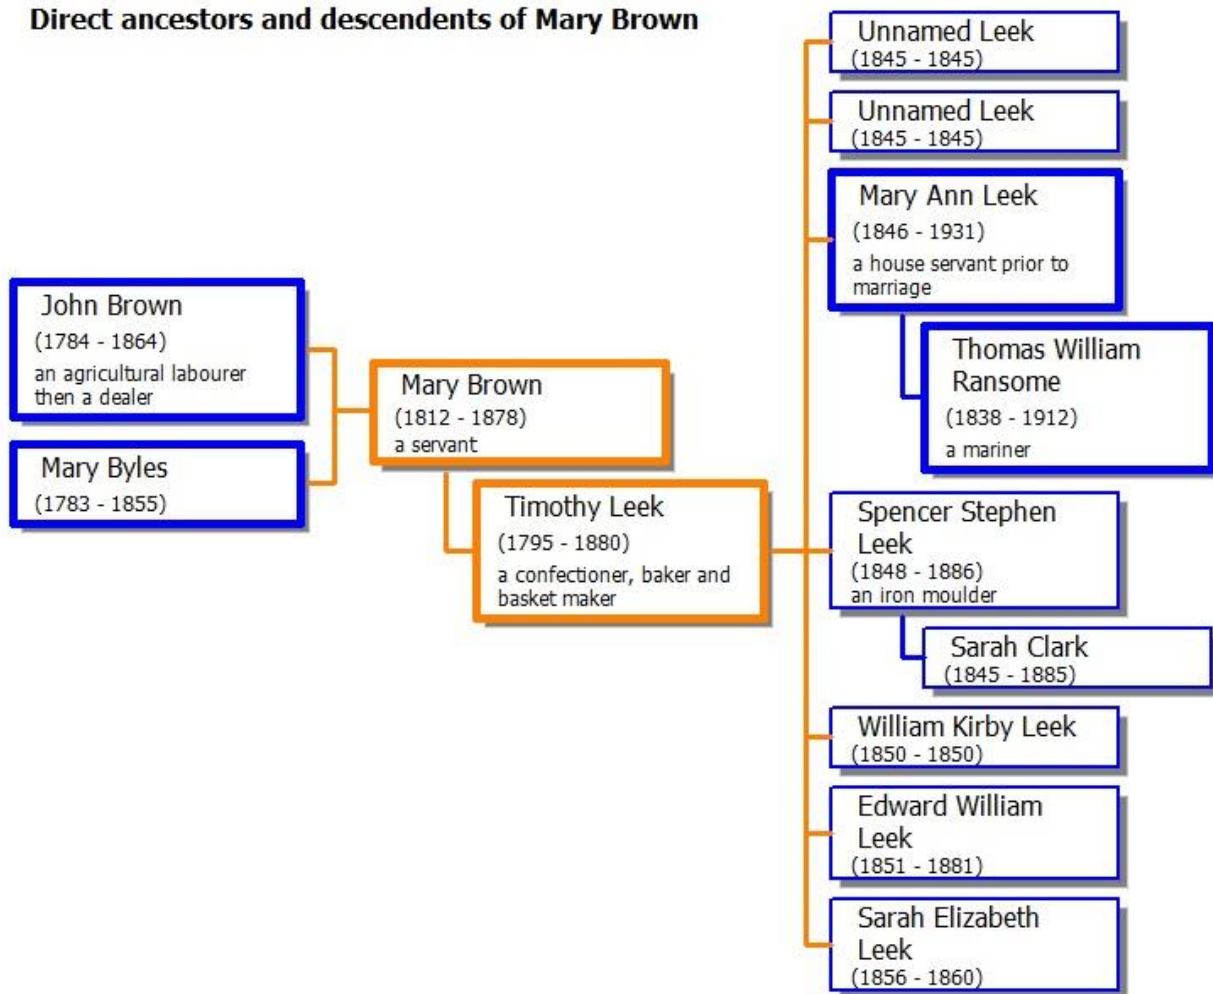 Direct ancestors and descendents of Mary Brown
John Brown
(1784 - 1864)
an agricultural labourer
then a dealer
Mary Byles
(1783 - 1855)
Mary Brown
(1812 - 1878)
a servant
Timothy Leek
(1795 - 1880)
a confectioner, baker and
basket maker
Unnamed Leek
(1845 - 1845)
Unnamed Leek
(1845 - 1845)
Mary Ann Leek
(1846 - 1931)
a house servant prior to
marriage
Thomas William
Ransome
(1838 - 1912)
a mariner
Spencer Stephen
Leek
(1848 - 1886)
an iron moulder
Sarah Clark
(1845 - 1885)
William Kirby Leek
(1850 - 1850)
Edward William
Leek
(1851 - 1881)
Sarah Elizabeth
Leek
(1856 - 1860)